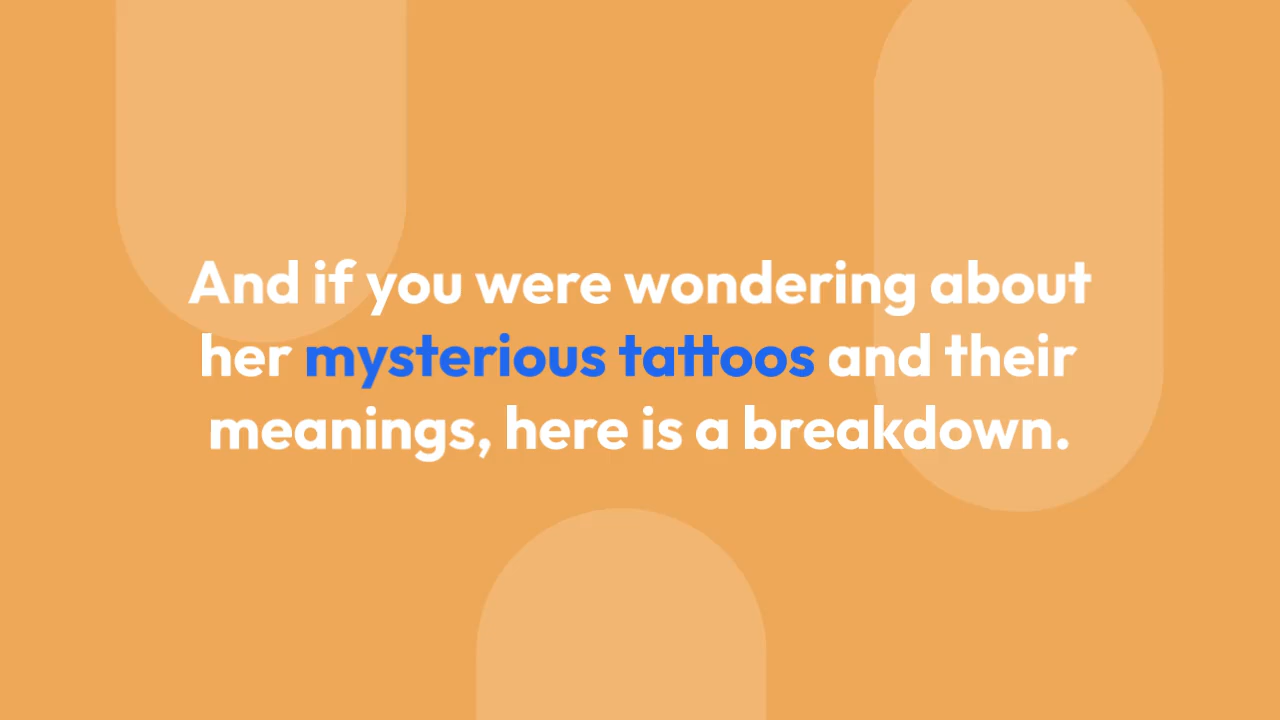 And if you were wondering about
her mysterious tattoos and their
meanings, here is a breakdown.